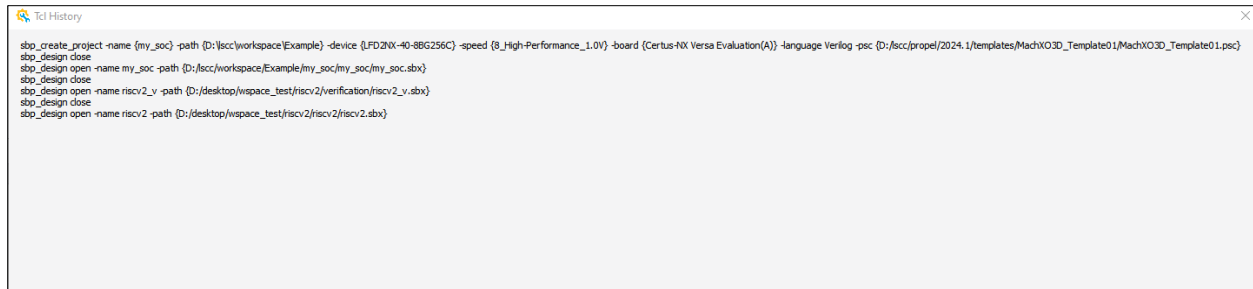 Tcl History
sbp_create_project -name {my_soc} -path {D:\lscc\workspace\Example} -device {LFD2NX-40-8BG256C} -speed {8_High-Performance_1.0V} -board {Certus-NX Versa Evaluation(A)} -language Verilog -psc {D:/lscc/propel/2024.1/templates/MachXO3D_Template01/MachXO3D_Template01.psc}
sbp_design close
sbp_design open -name my_soc -path {D:/lscc/workspace/Example/my_soc/my_soc/my_soc.sbx}
sbp_design close
sbp_design open -name riscv2_v -path {D:/desktop/wspace_test/riscv2/verification/riscv2_v.sbx}
sbp_design close
sbp_design open -name riscv2 -path {D:/desktop/wspace_test/riscv2/riscv2/riscv2.sbx}